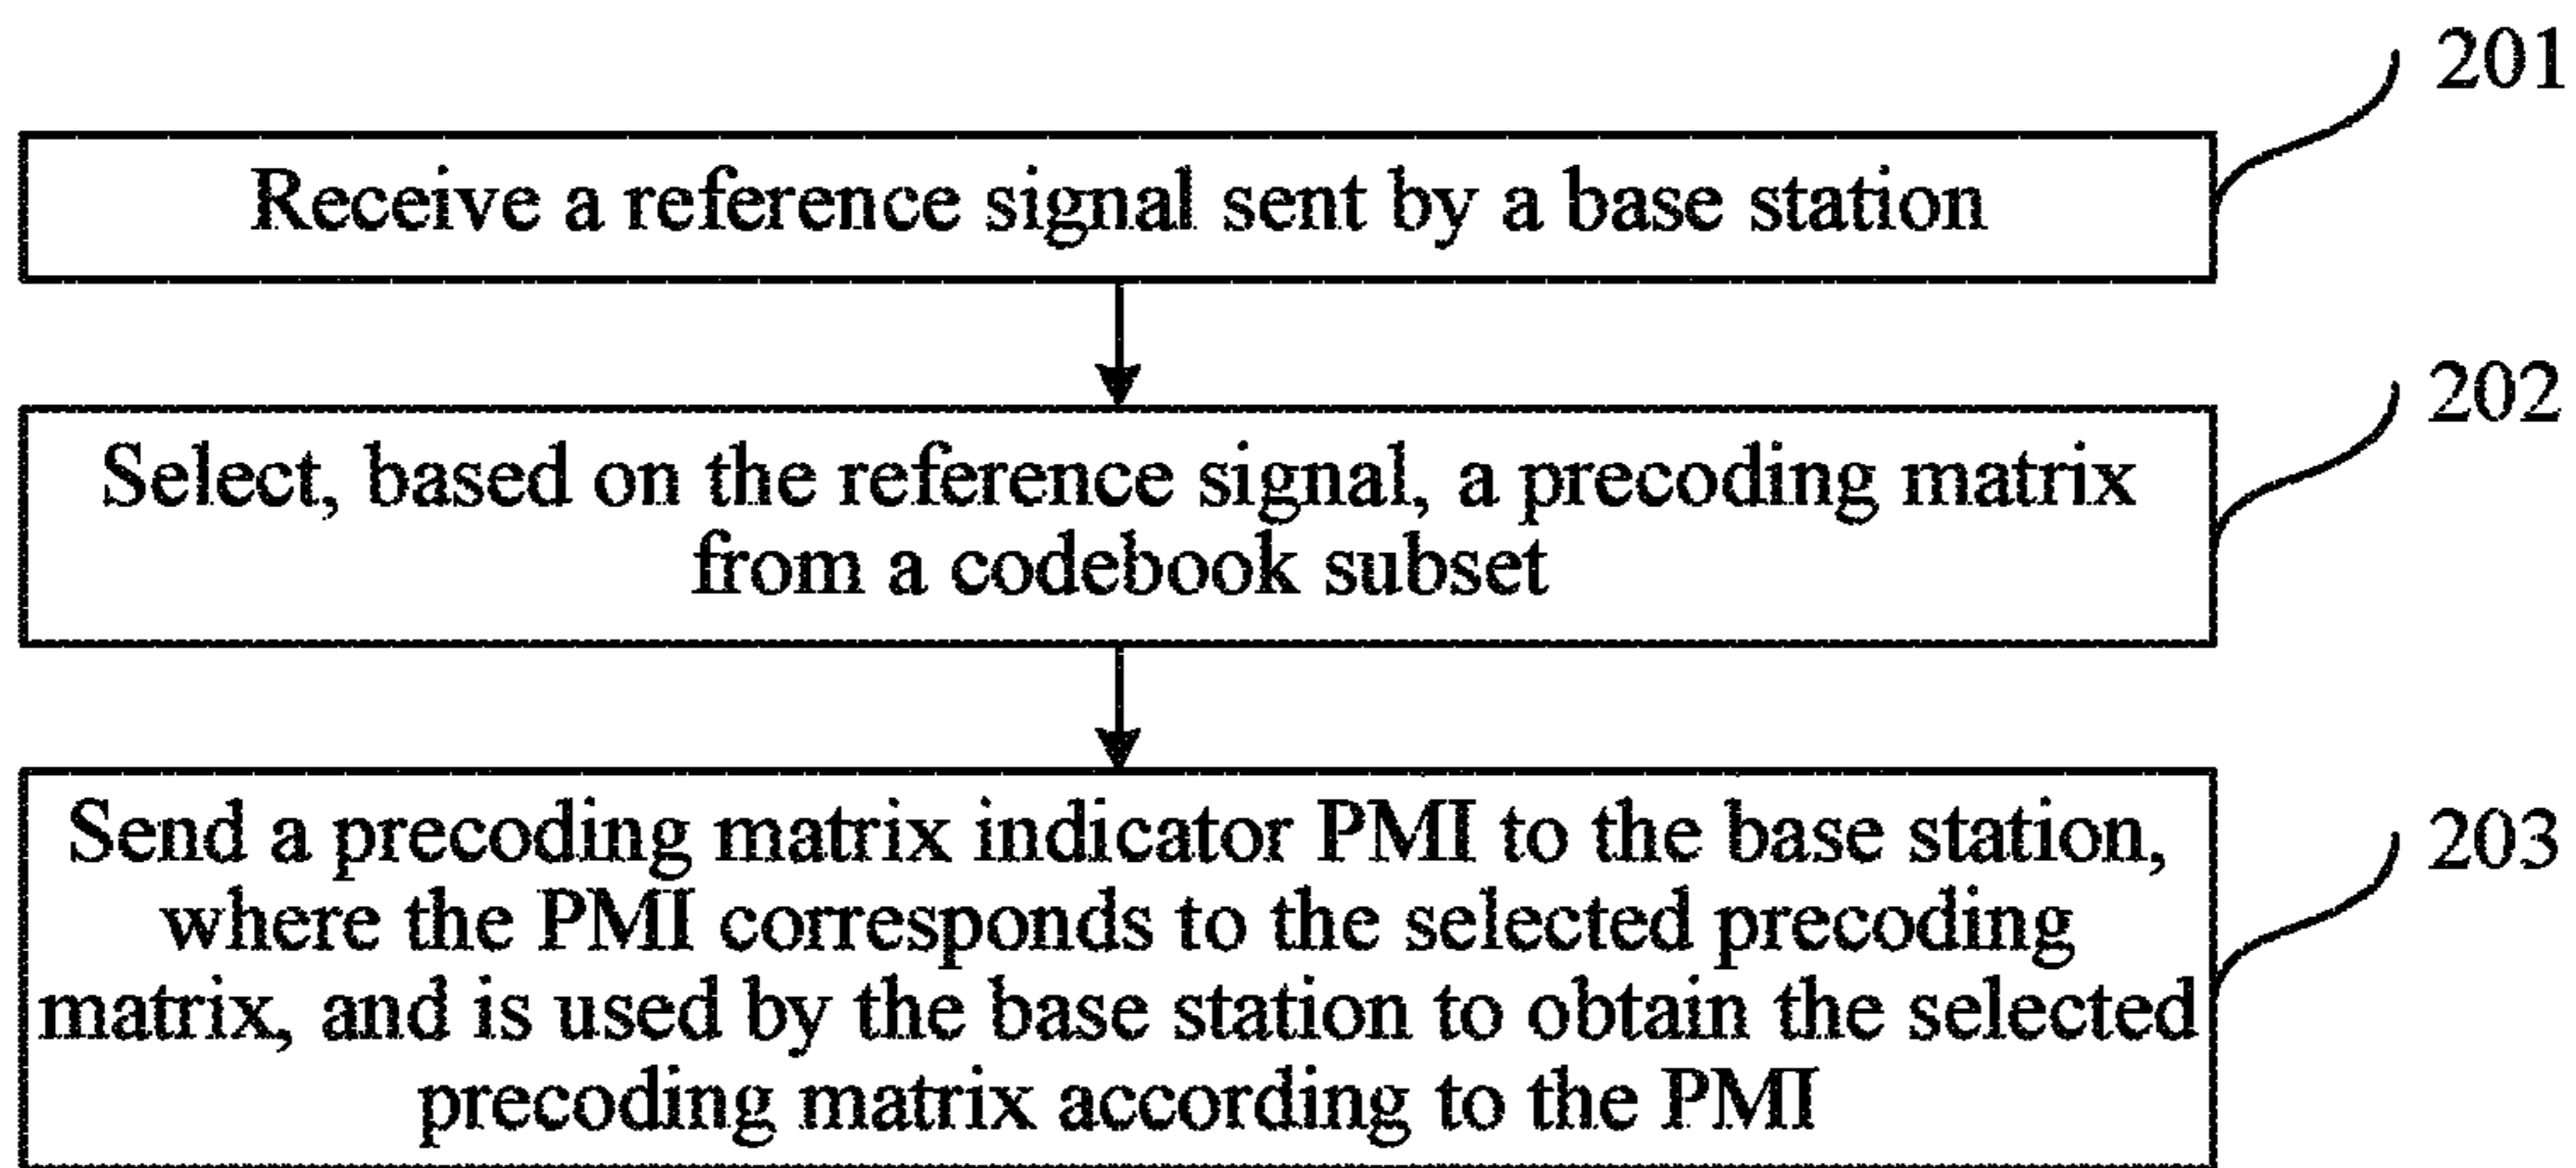 201
Receive a reference signal sent by a base station
202
Select, based on the reference signal, a precoding matrix
from a codebook subset
203
Send a precoding matrix indicator PMI to the base station,
where the PMI corresponds to the selected precoding
matrix, and is used by the base station to obtain the selected
precoding matrix according to the PMI